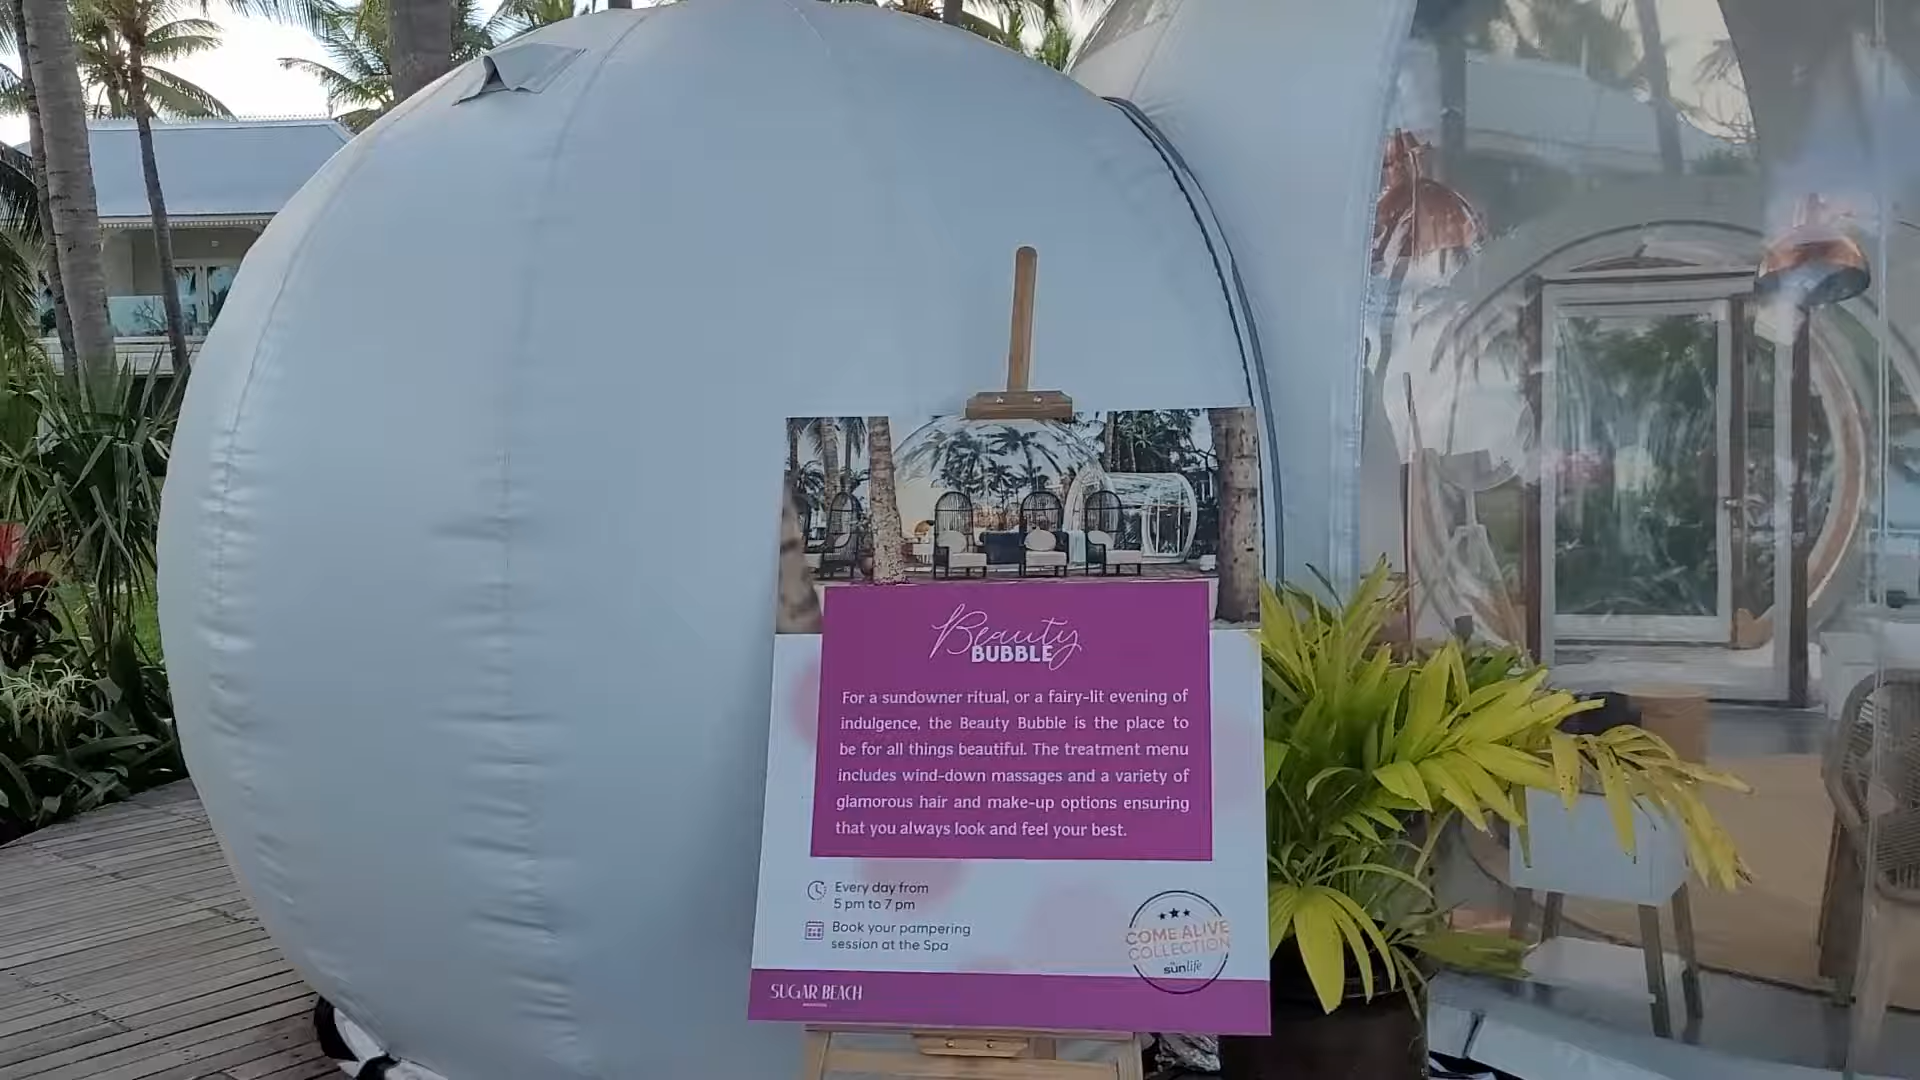 Beauty
BUBBLE
For a sundowner ritual, or a fairy-lit evening of
indulgence, the Beauty Bubble is the place to
be for all things beautiful. The treatment menu
includes wind-down massages and a variety of
glamorous hair and make-up options ensuring
that you always look and feel your best.
Every day from
5 pm to 7 pm
Book your pampering
session at the Spa
COME ALIVE
COLLECTION
sünlife
SUGAR BEACH